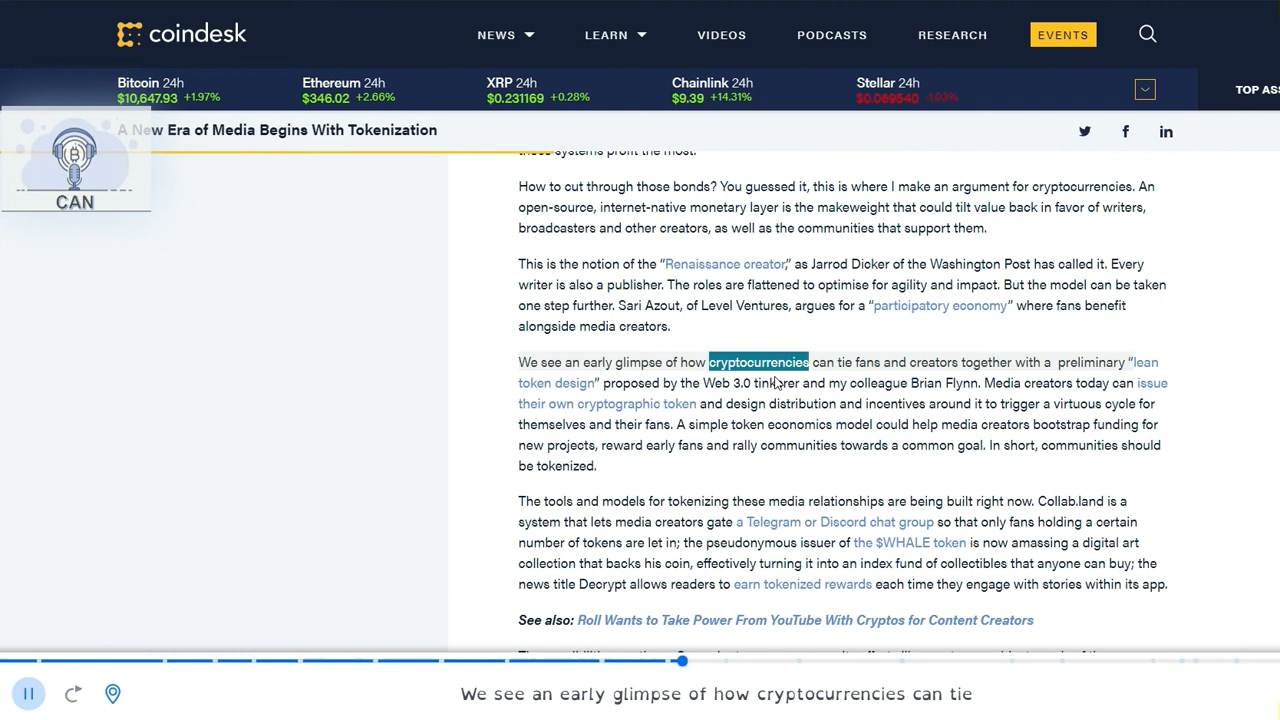 coindesk
NEWS LEARN VIDEOS PODCASTS RESEARCH EVENTS
Bitcoin 24h Ethereum 24h XRP 24h Chainlink 24h Stellar 24h
$10,647.93 +1.97% $346.02 +2.66% $0.231169 +0.28% $9.39 +14.31% $0.069540 -1.03%
TOP ASS
A New Era of Media Begins With Tokenization
CAN
those systems profit the most.
How to cut through those bonds? You guessed it, this is where I make an argument for cryptocurrencies. An
open-source, internet-native monetary layer is the makeweight that could tilt value back in favor of writers,
broadcasters and other creators, as well as the communities that support them.
This is the notion of the “Renaissance creator,” as Jarrod Dicker of the Washington Post has called it. Every
writer is also a publisher. The roles are flattened to optimise for agility and impact. But the model can be taken
one step further. Sari Azout, of Level Ventures, argues for a “participatory economy” where fans benefit
alongside media creators.
We see an early glimpse of how cryptocurrencies can tie fans and creators together with a preliminary “lean
token design” proposed by the Web 3.0 tinkerer and my colleague Brian Flynn. Media creators today can issue
their own cryptographic token and design distribution and incentives around it to trigger a virtuous cycle for
themselves and their fans. A simple token economics model could help media creators bootstrap funding for
new projects, reward early fans and rally communities towards a common goal. In short, communities should
be tokenized.
The tools and models for tokenizing these media relationships are being built right now. Collab.land is a
system that lets media creators gate a Telegram or Discord chat group so that only fans holding a certain
number of tokens are let in; the pseudonymous issuer of the $WHALE token is now amassing a digital art
collection that backs his coin, effectively turning it into an index fund of collectibles that anyone can buy; the
news title Decrypt allows readers to earn tokenized rewards each time they engage with stories within its app.
See also: Roll Wants to Take Power From YouTube With Cryptos for Content Creators
We see an early glimpse of how cryptocurrencies can tie